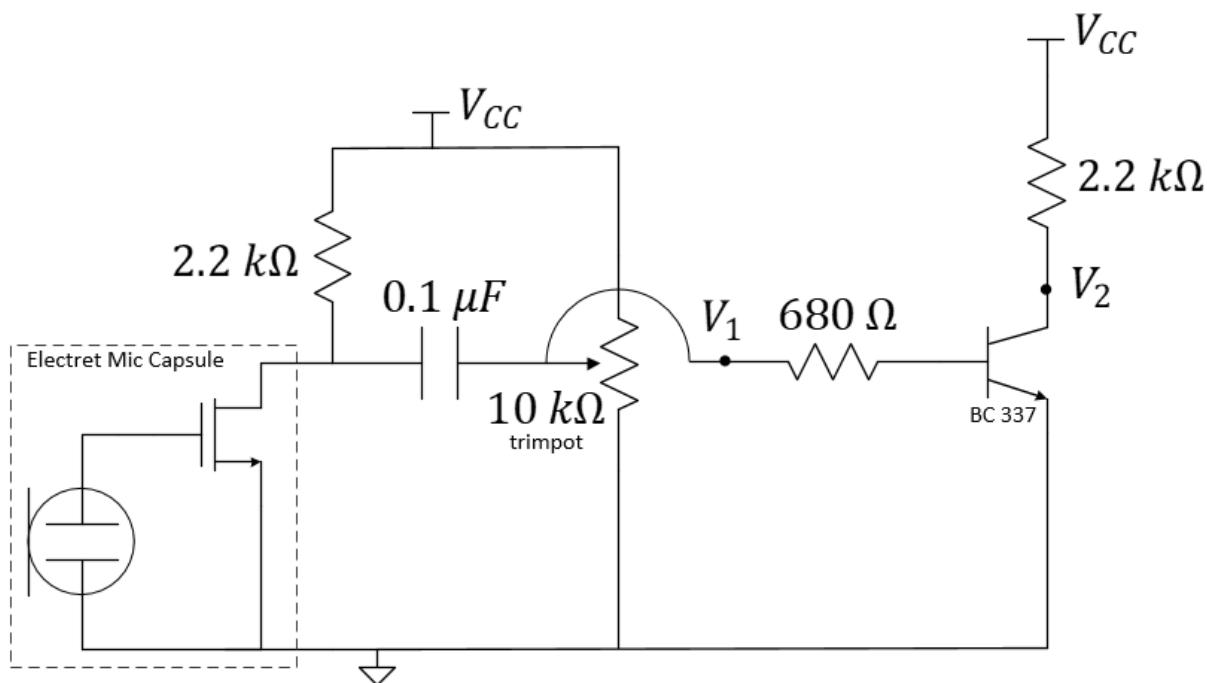 V_CC
V_CC
2.2 kΩ
2.2 kΩ
0.1 μF
V_1
680 Ω
V_2
Electret Mic Capsule
10 kΩ
trimpot
BC 337